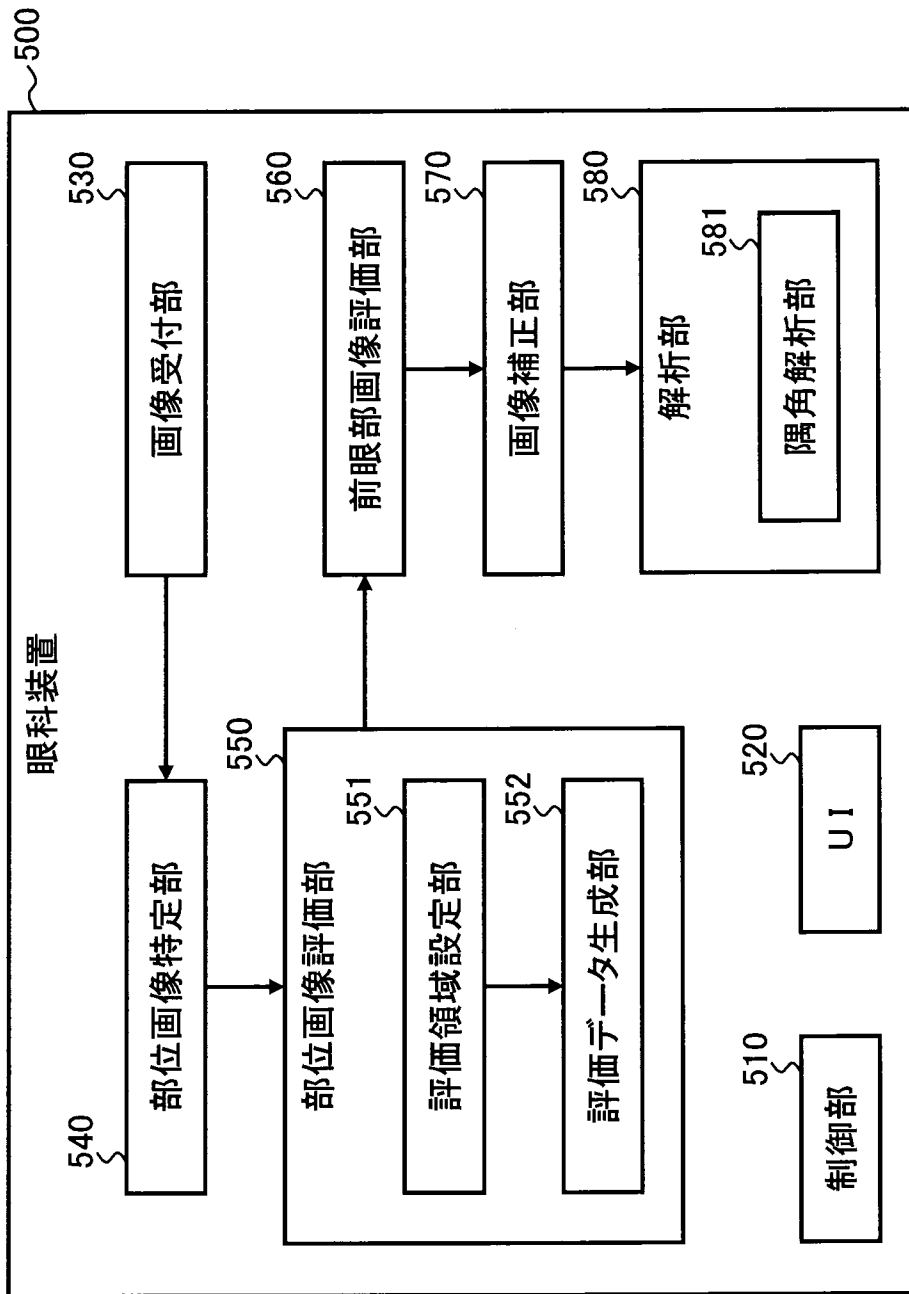 500
眼科装置
530
画像受付部
540
部位画像特定部
550
部位画像評価部
551
評価領域設定部
552
評価データ生成部
560
前眼部画像評価部
570
画像補正部
580
解析部
581
隅角解析部
510
制御部
520
UI